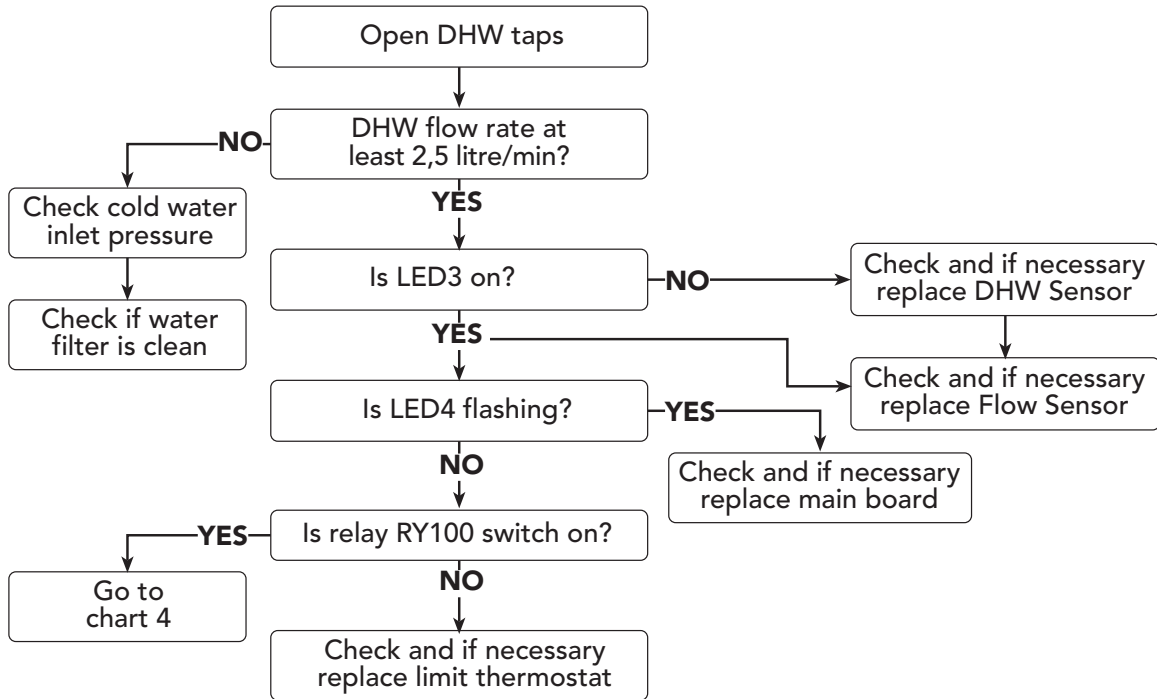 Open DHW taps
DHW flow rate at
least 2,5 litre/min?
NO
YES
Check cold water
inlet pressure
Check if water
filter is clean
Is LED3 on?
NO
Check and if necessary
replace DHW Sensor
YES
Check and if necessary
replace Flow Sensor
Is LED4 flashing?
YES
Check and if necessary
replace main board
NO
Is relay RY100 switch on?
YES
Go to
chart 4
NO
Check and if necessary
replace limit thermostat